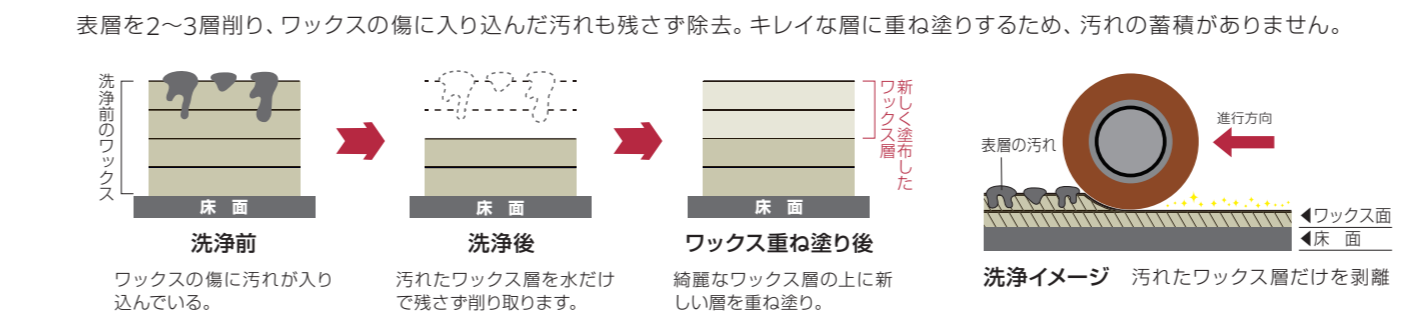 表層を2〜3層削り、ワックスの傷に入り込んだ汚れも残さず除去。キレイな層に重ね塗りするため、汚れの蓄積がありません。
洗浄前のワックス
床 面
洗浄前
ワックスの傷に汚れが入り
込んでいる。
床 面
洗浄後
汚れたワックス層を水だけ
で残さず削り取ります。
新しく塗布した
ワックス層
床 面
ワックス重ね塗り後
綺麗なワックス層の上に新
しい層を重ね塗り。
進行方向
表層の汚れ
◀ワックス面
◀床 面
洗浄イメージ 汚れたワックス層だけを剥離